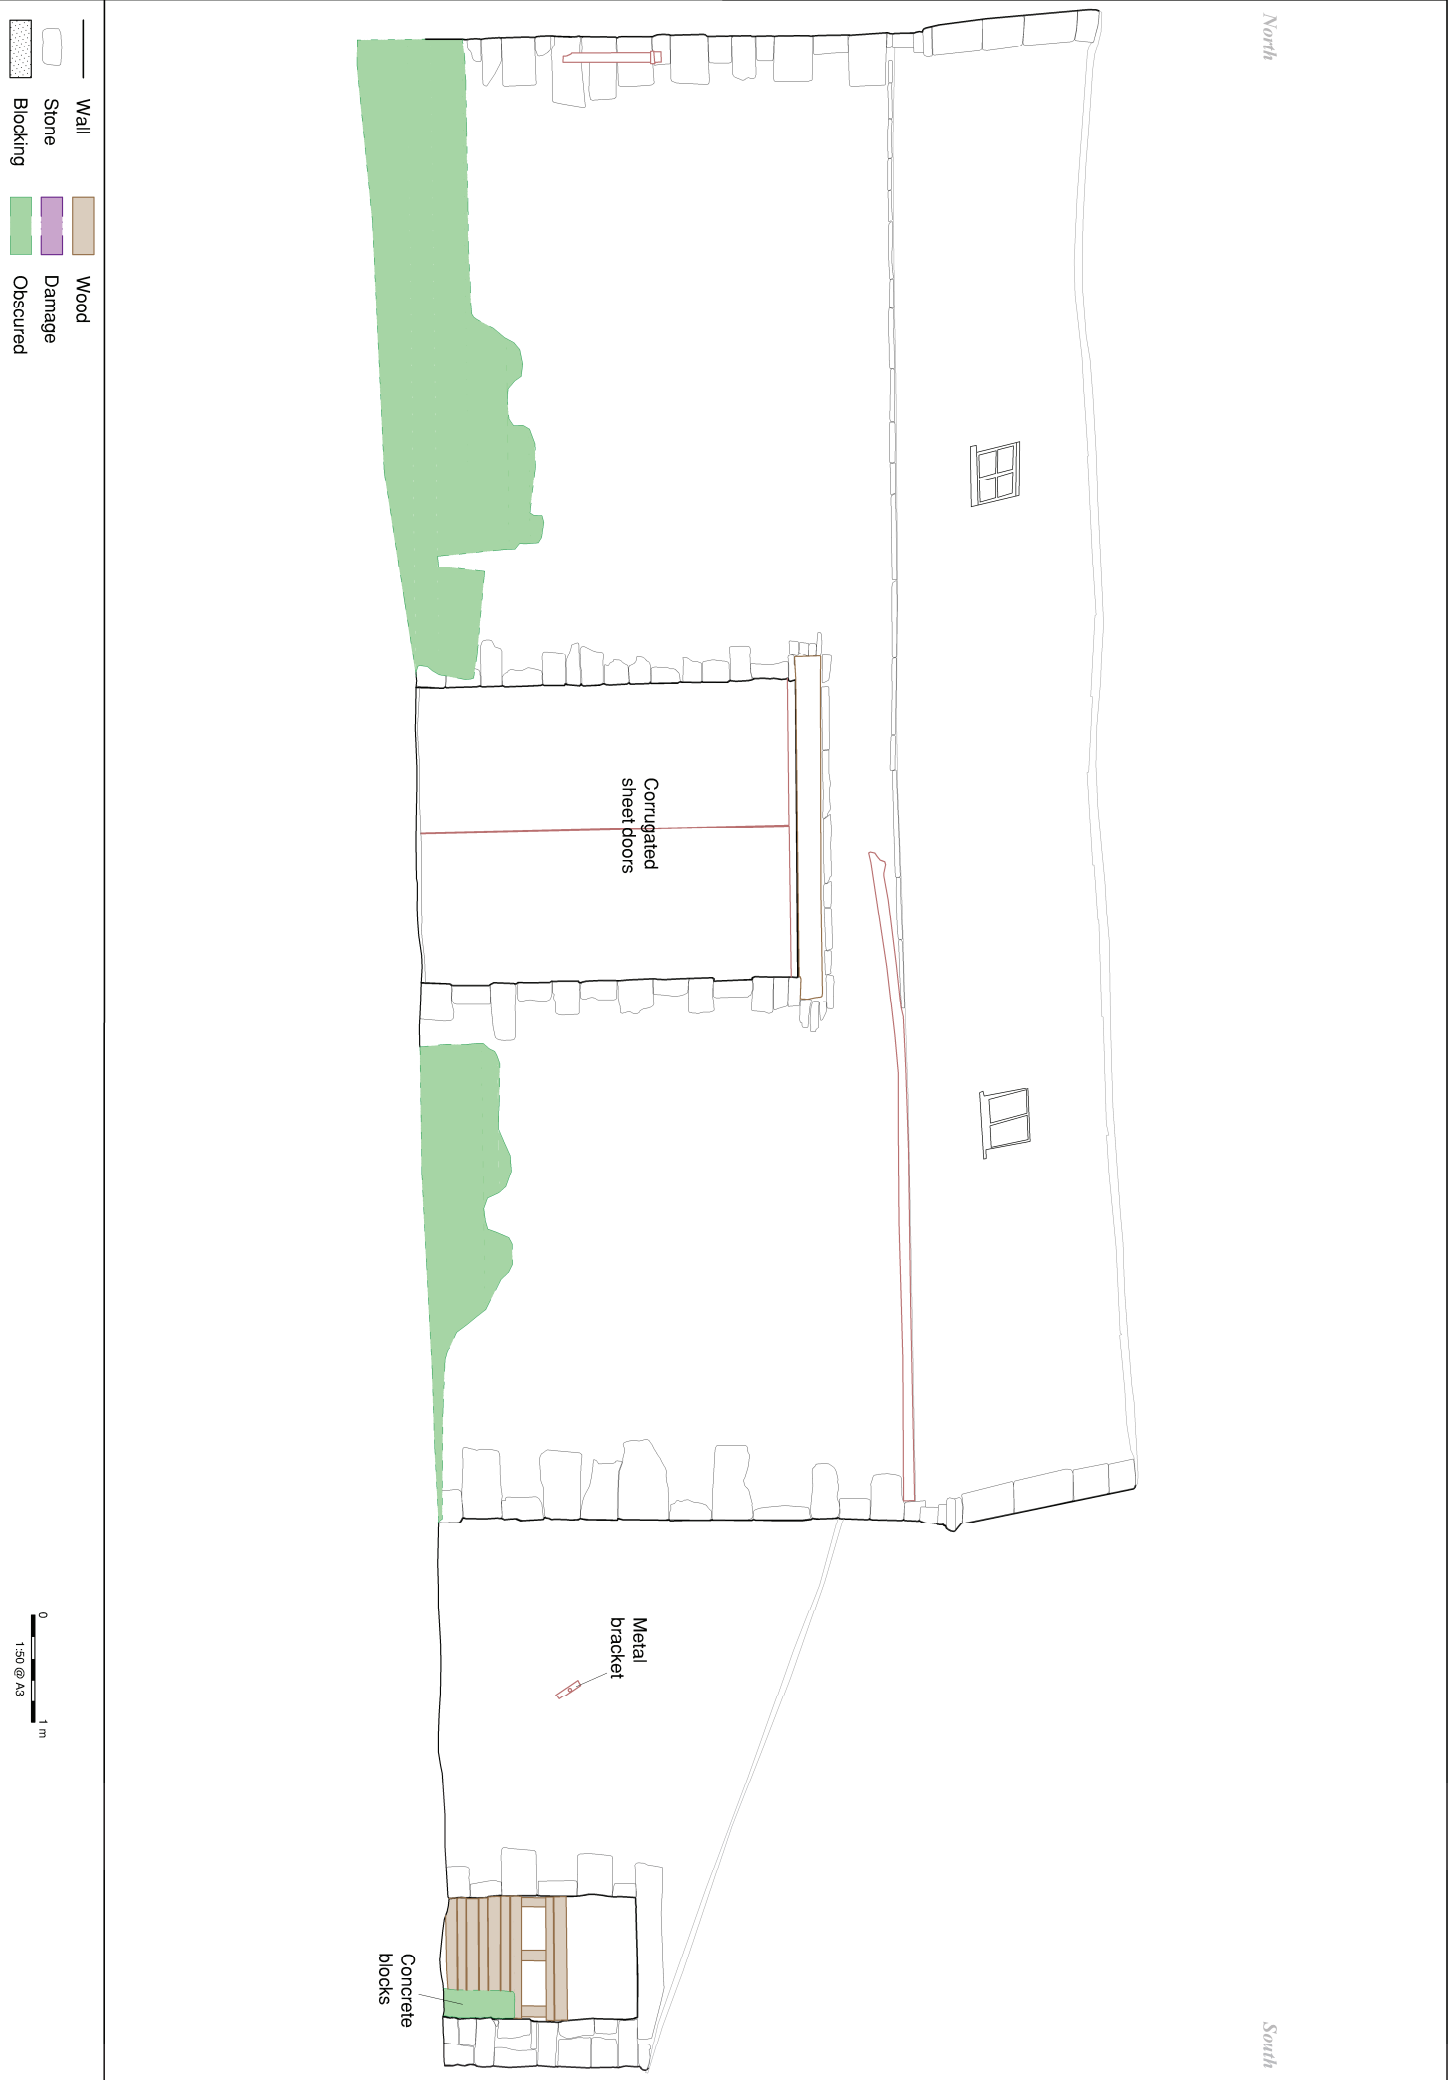 North
South
Corrugated
sheet doors
Metal
bracket
Concrete
blocks
Wall
Stone
Blocking
Wood
Damage
Obscured
0
1 m
1:50 @ A3